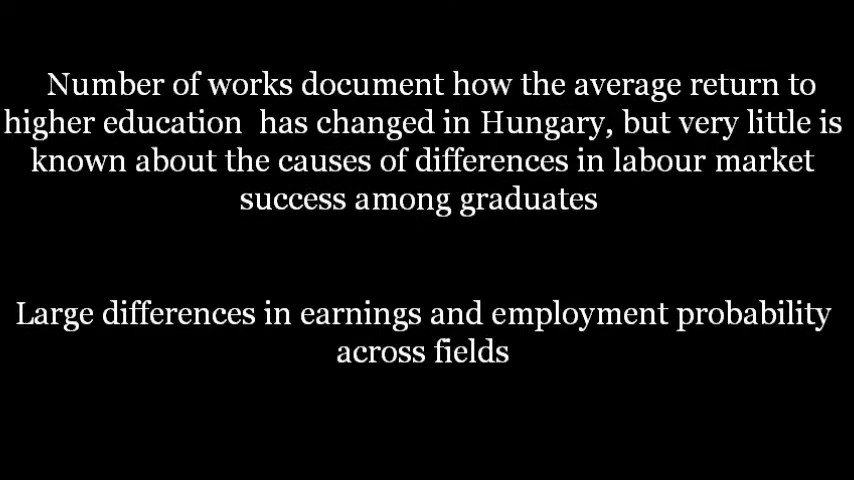 Number of works document how the average return to
higher education has changed in Hungary, but very little is
known about the causes of differences in labour market
success among graduates
Large differences in earnings and employment probability
across fields